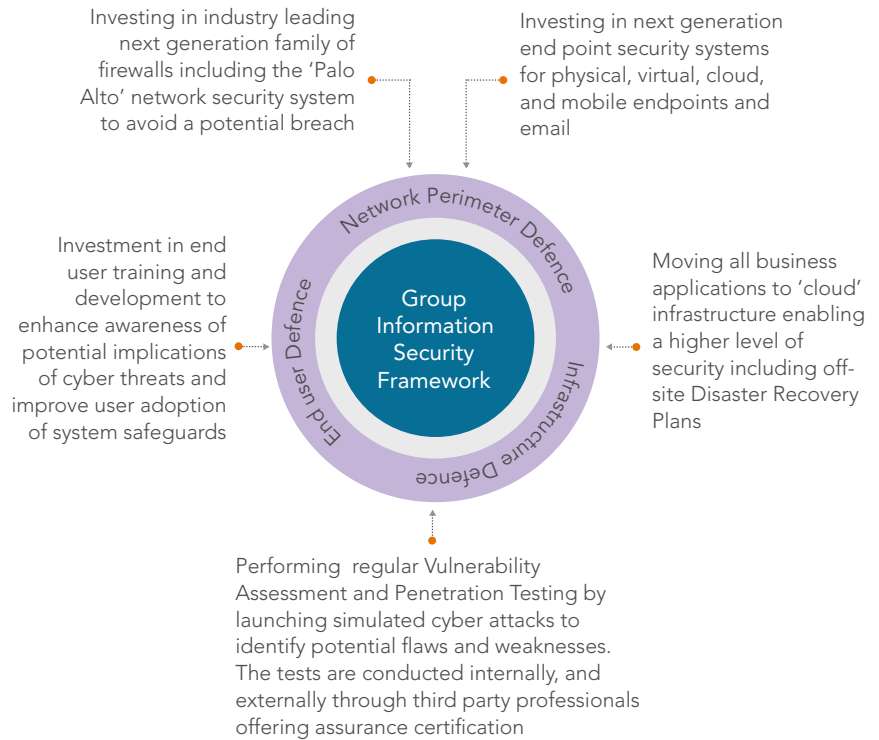 Investing in industry leading
next generation family of
firewalls including the ‘Palo
Alto’ network security system
to avoid a potential breach
Investing in next generation
end point security systems
for physical, virtual, cloud,
and mobile endpoints and
email
Network Perimeter Defence
Investment in end
user training and
development to
enhance awareness of
potential implications
of cyber threats and
improve user adoption
of system safeguards
End user Defence
Group
Information
Security
Framework
Infrastructure Defence
Moving all business
applications to ‘cloud’
infrastructure enabling
a higher level of
security including off-
site Disaster Recovery
Plans
Performing regular Vulnerability
Assessment and Penetration Testing by
launching simulated cyber attacks to
identify potential flaws and weaknesses.
The tests are conducted internally, and
externally through third party professionals
offering assurance certification